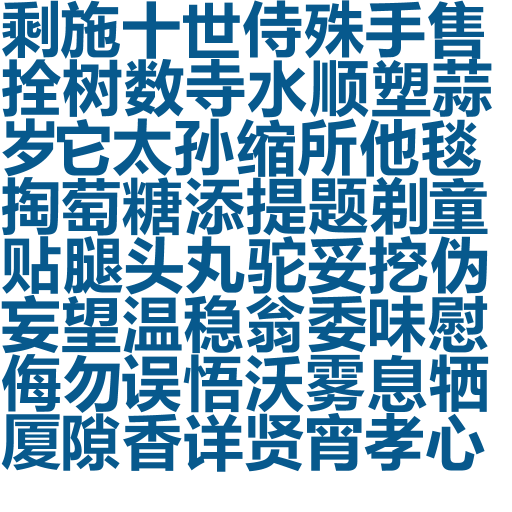 剩施十世侍殊手售
拴树数寺水顺塑蒜
岁它太孙缩所他毯
掏萄糖添提题剃童
贴腿头丸驼妥挖伪
妄望温稳翁委味慰
侮勿误悟沃雾息牺
厦隙香详贤宵孝心